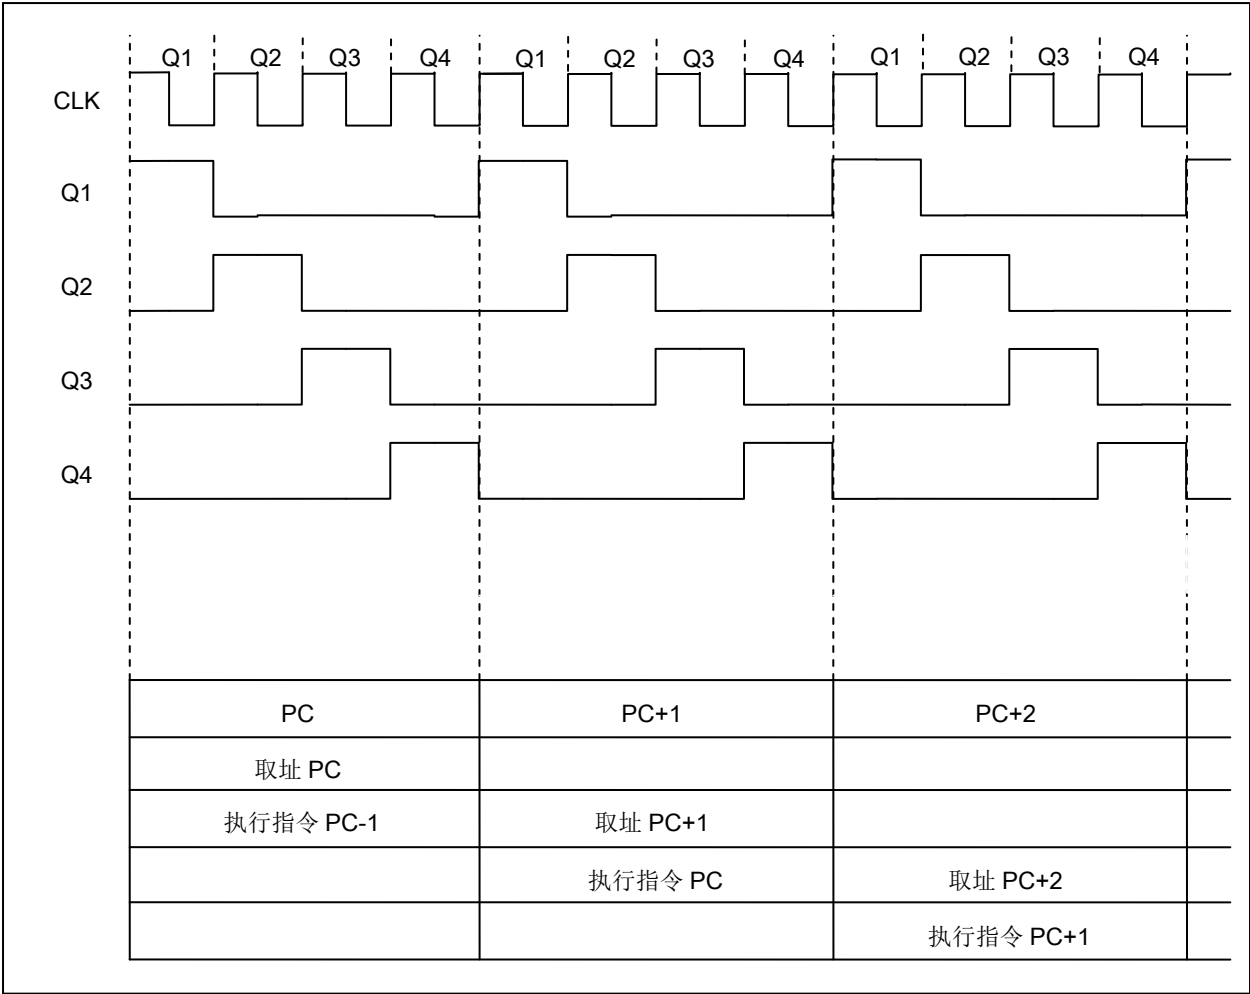 Q1 Q2 Q3 Q4 Q1 Q2 Q3 Q4 Q1 Q2 Q3 Q4
CLK
Q1
Q2
Q3
Q4
PC PC+1 PC+2
取址 PC
执行指令 PC-1 取址 PC+1
执行指令 PC 取址 PC+2
执行指令 PC+1